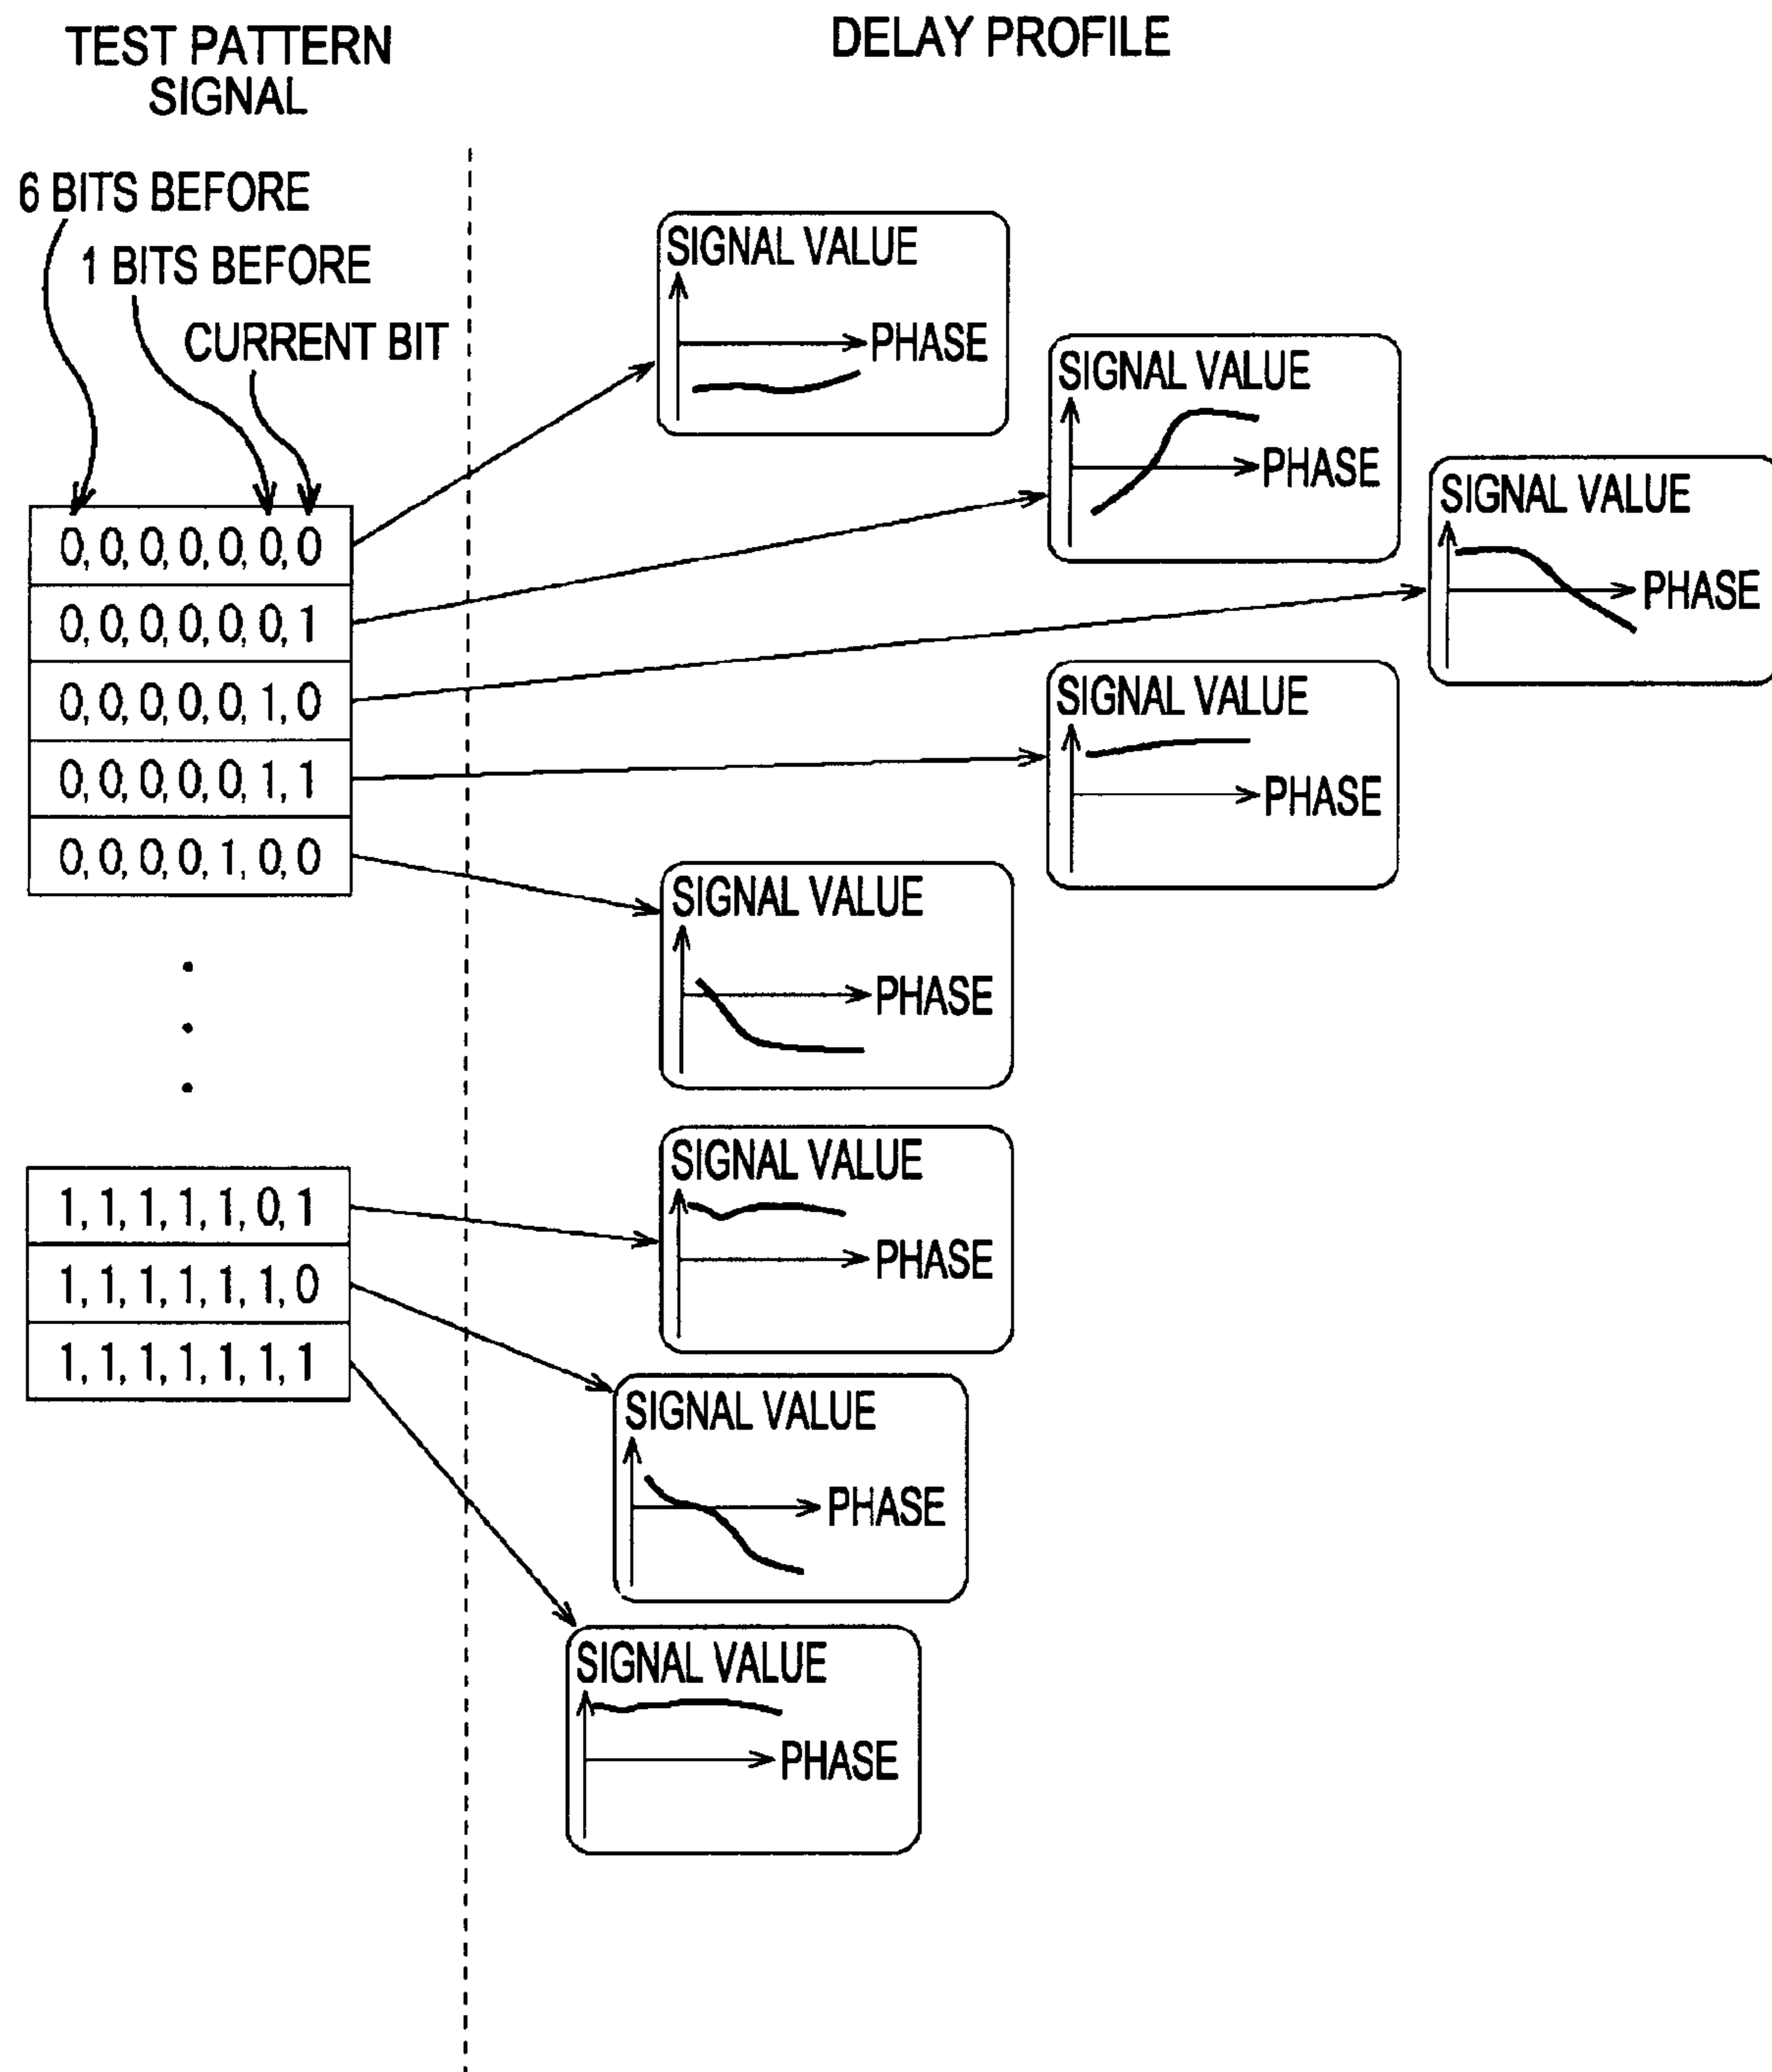 TEST PATTERN
SIGNAL
DELAY PROFILE
6 BITS BEFORE
1 BITS BEFORE
CURRENT BIT
0, 0, 0, 0, 0, 0, 0
0, 0, 0, 0, 0, 0, 1
0, 0, 0, 0, 0, 1, 0
0, 0, 0, 0, 0, 1, 1
0, 0, 0, 0, 1, 0, 0
1, 1, 1, 1, 1, 0, 1
1, 1, 1, 1, 1, 1, 0
1, 1, 1, 1, 1, 1, 1
SIGNAL VALUE
PHASE
SIGNAL VALUE
PHASE
SIGNAL VALUE
PHASE
SIGNAL VALUE
PHASE
SIGNAL VALUE
PHASE
SIGNAL VALUE
PHASE
SIGNAL VALUE
PHASE
SIGNAL VALUE
PHASE